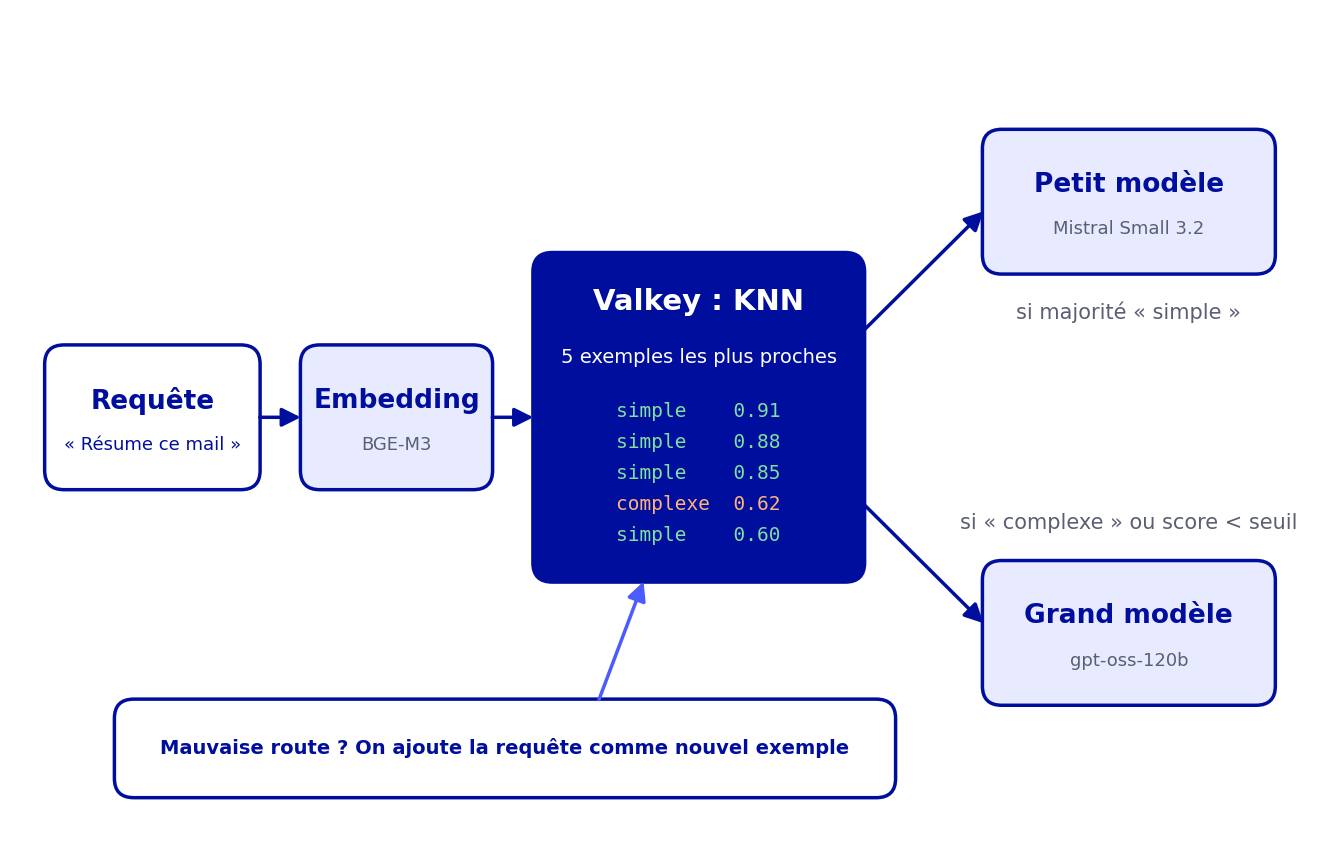 Requête
« Résume ce mail »
Embedding
BGE-M3
Valkey : KNN
5 exemples les plus proches
simple 0.91
simple 0.88
simple 0.85
complexe 0.62
simple 0.60
Petit modèle
Mistral Small 3.2
si majorité « simple »
si « complexe » ou score < seuil
Grand modèle
gpt-oss-120b
Mauvaise route ? On ajoute la requête comme nouvel exemple